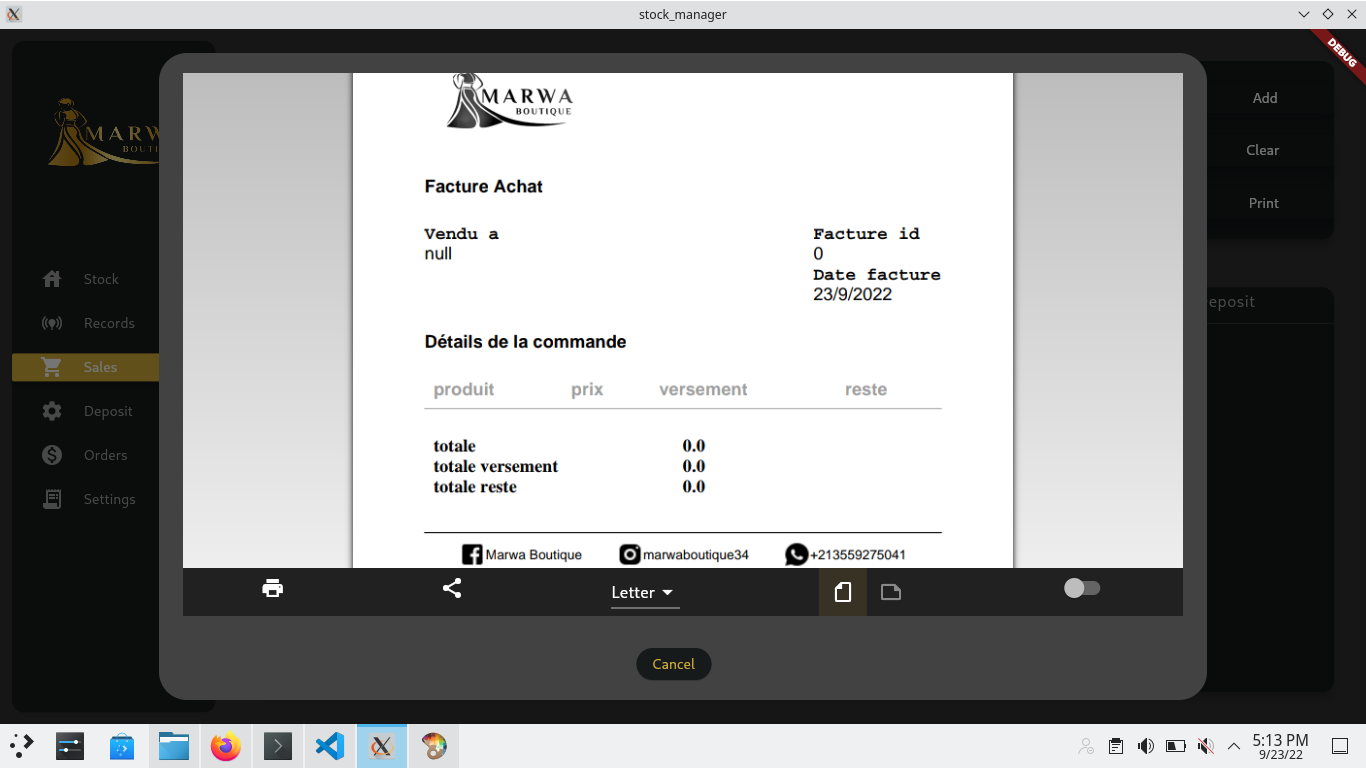 stock_manager
DEBUG
MARW
BOUTI
Stock
Records
Sales
Deposit
Orders
Settings
MARWA
BOUTIQUE
Facture Achat
Vendu a
null
Facture id
0
Date facture
23/9/2022
Détails de la commande
produit prix versement reste
totale 0.0
totale versement 0.0
totale reste 0.0
Marwa Boutique marwaboutique34 +213559275041
Letter
Cancel
Add
Clear
Print
eposit
5:13 PM
9/23/22